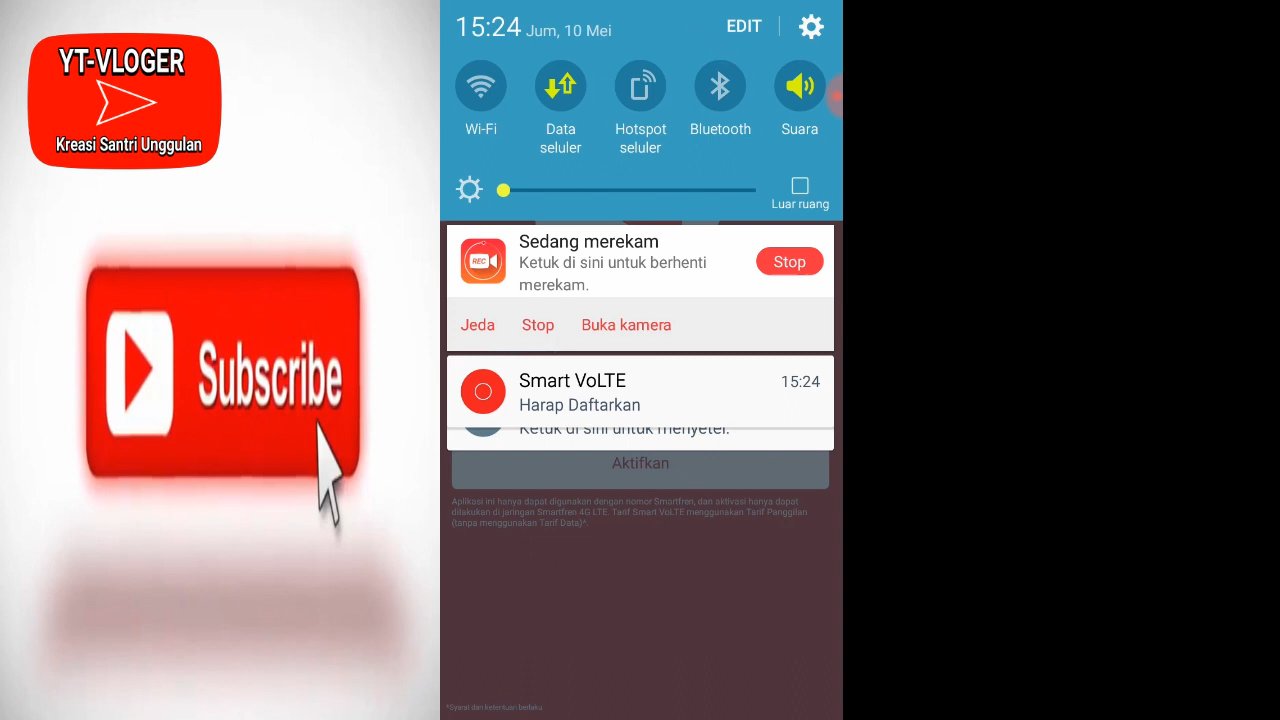 YT-VLOGER
Kreasi Santri Unggulan
Subscribe
15:24 Jum, 10 Mei
EDIT
Wi-Fi
Data
seluler
Hotspot
seluler
Bluetooth
Suara
Luar ruang
REC
Sedang merekam
Ketuk di sini untuk berhenti
merekam.
Stop
Jeda Stop Buka kamera
Smart VoLTE 15:24
Harap Daftarkan
Ketuk di sini untuk menyetel.
Aktifkan
Aplikasi ini hanya dapat digunakan dengan nomor Smartfren, dan aktivasi hanya dapat
dilakukan di jaringan Smartfren 4G LTE. Tarif Smart VoLTE menggunakan Tarif Panggilan
(tanpa menggunakan Tarif Data)*.
*Syarat dan ketentuan berlaku